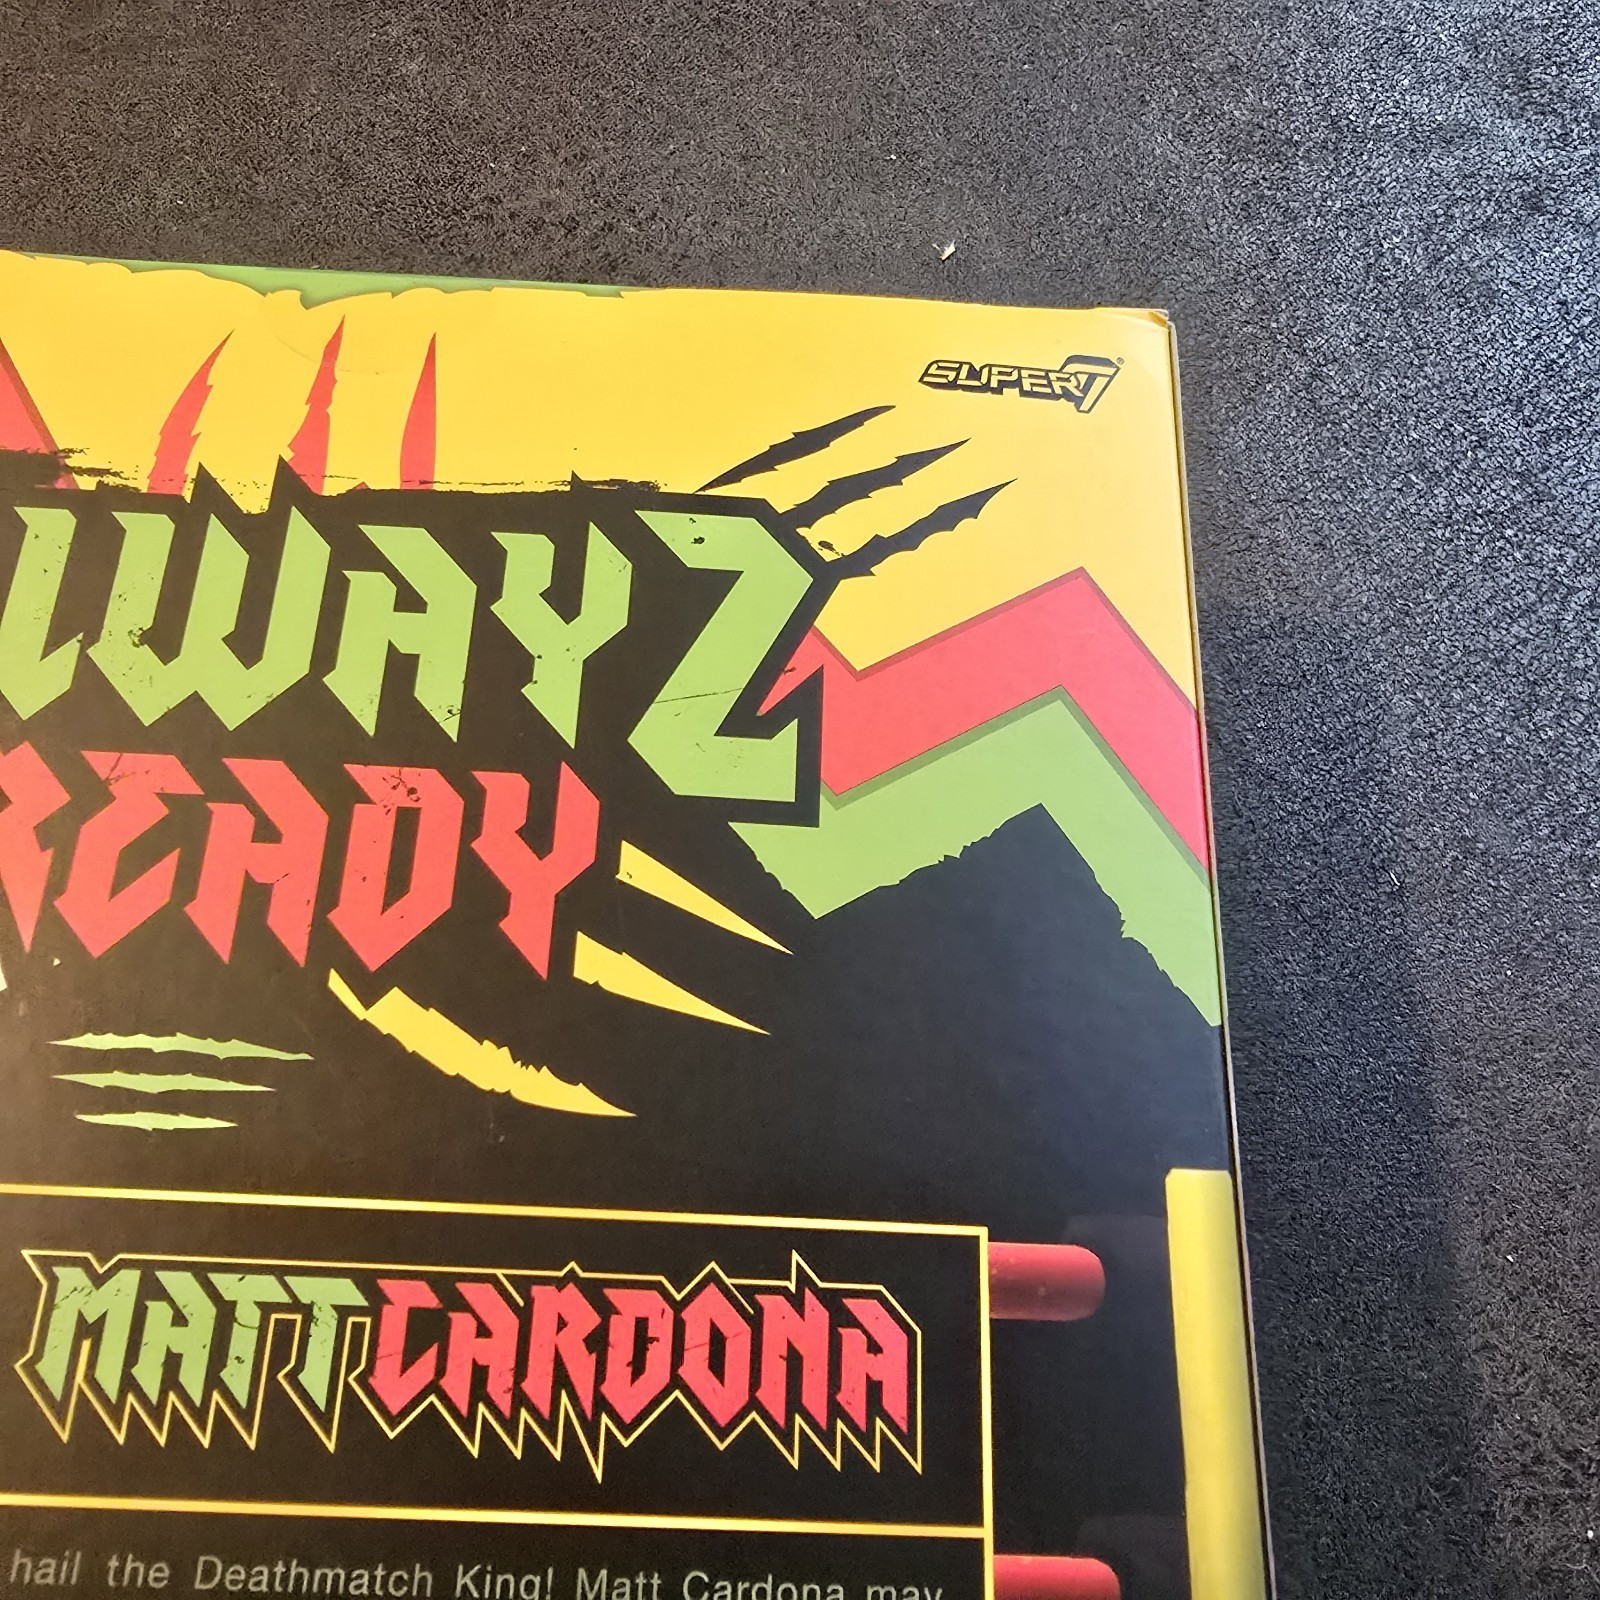 SUPER7®
LWAYZ
READY
MATT CARDONA
hail the Deathmatch King! Matt Cardona may